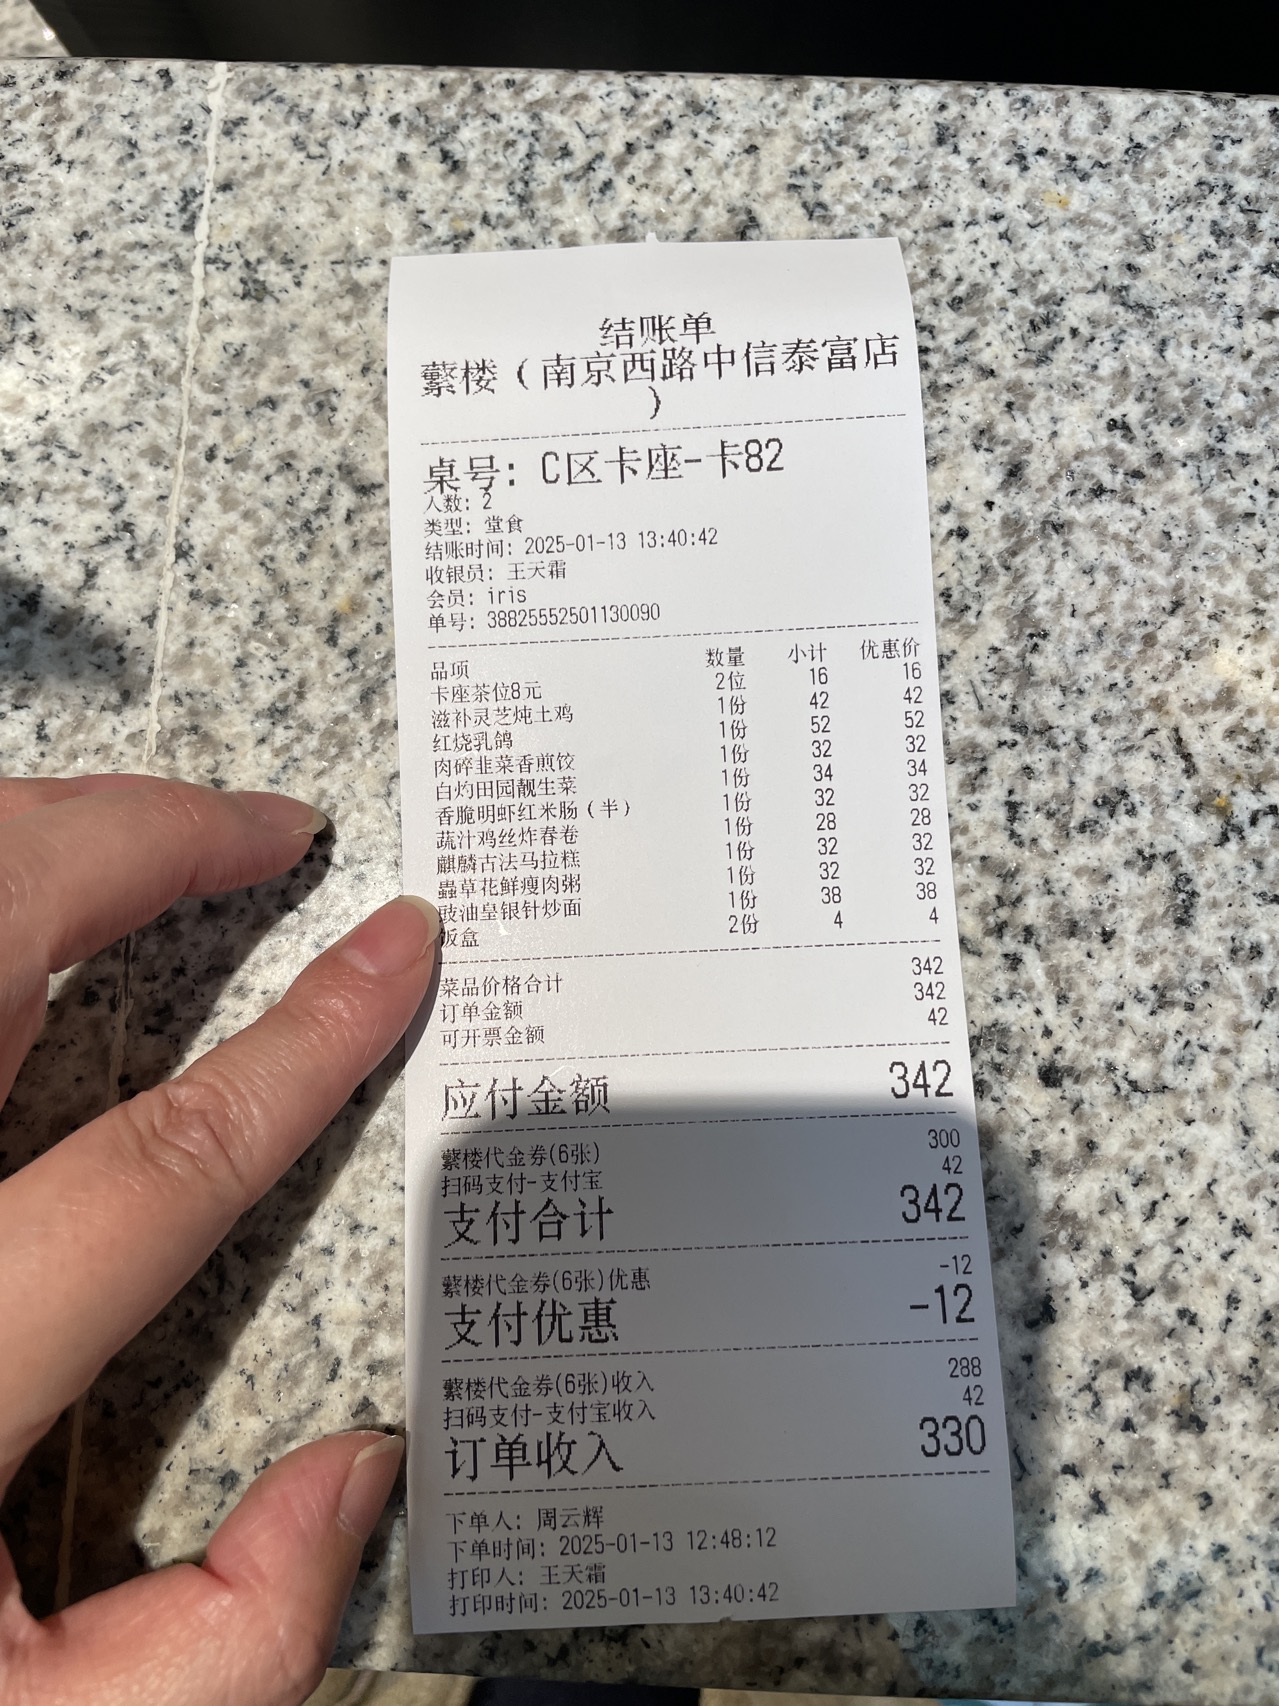 结账单
蘩楼（南京西路中信泰富店
）
桌号：C区卡座-卡82
人数：2
类型：堂食
结账时间：2025-01-13 13:40:42
收银员：王天霜
会员：iris
单号：38825552501130090
品项 数量 小计 优惠价
卡座茶位8元 2位 16 16
滋补灵芝炖土鸡 1份 42 42
红烧乳鸽 1份 52 52
肉碎韭菜香煎饺 1份 32 32
白灼田园靓生菜 1份 34 34
香脆明虾红米肠（半） 1份 32 32
蔬汁鸡丝炸春卷 1份 28 28
麒麟古法马拉糕 1份 32 32
蟲草花鲜瘦肉粥 1份 32 32
豉油皇银针炒面 1份 38 38
饭盒 2份 4 4
菜品价格合计 342
订单金额 342
可开票金额 42
应付金额 342
蘩楼代金券(6张) 300
扫码支付-支付宝 42
支付合计 342
蘩楼代金券(6张)优惠 -12
支付优惠 -12
蘩楼代金券(6张)收入 288
扫码支付-支付宝收入 42
订单收入 330
下单人：周云辉
下单时间：2025-01-13 12:48:12
打印人：王天霜
打印时间：2025-01-13 13:40:42